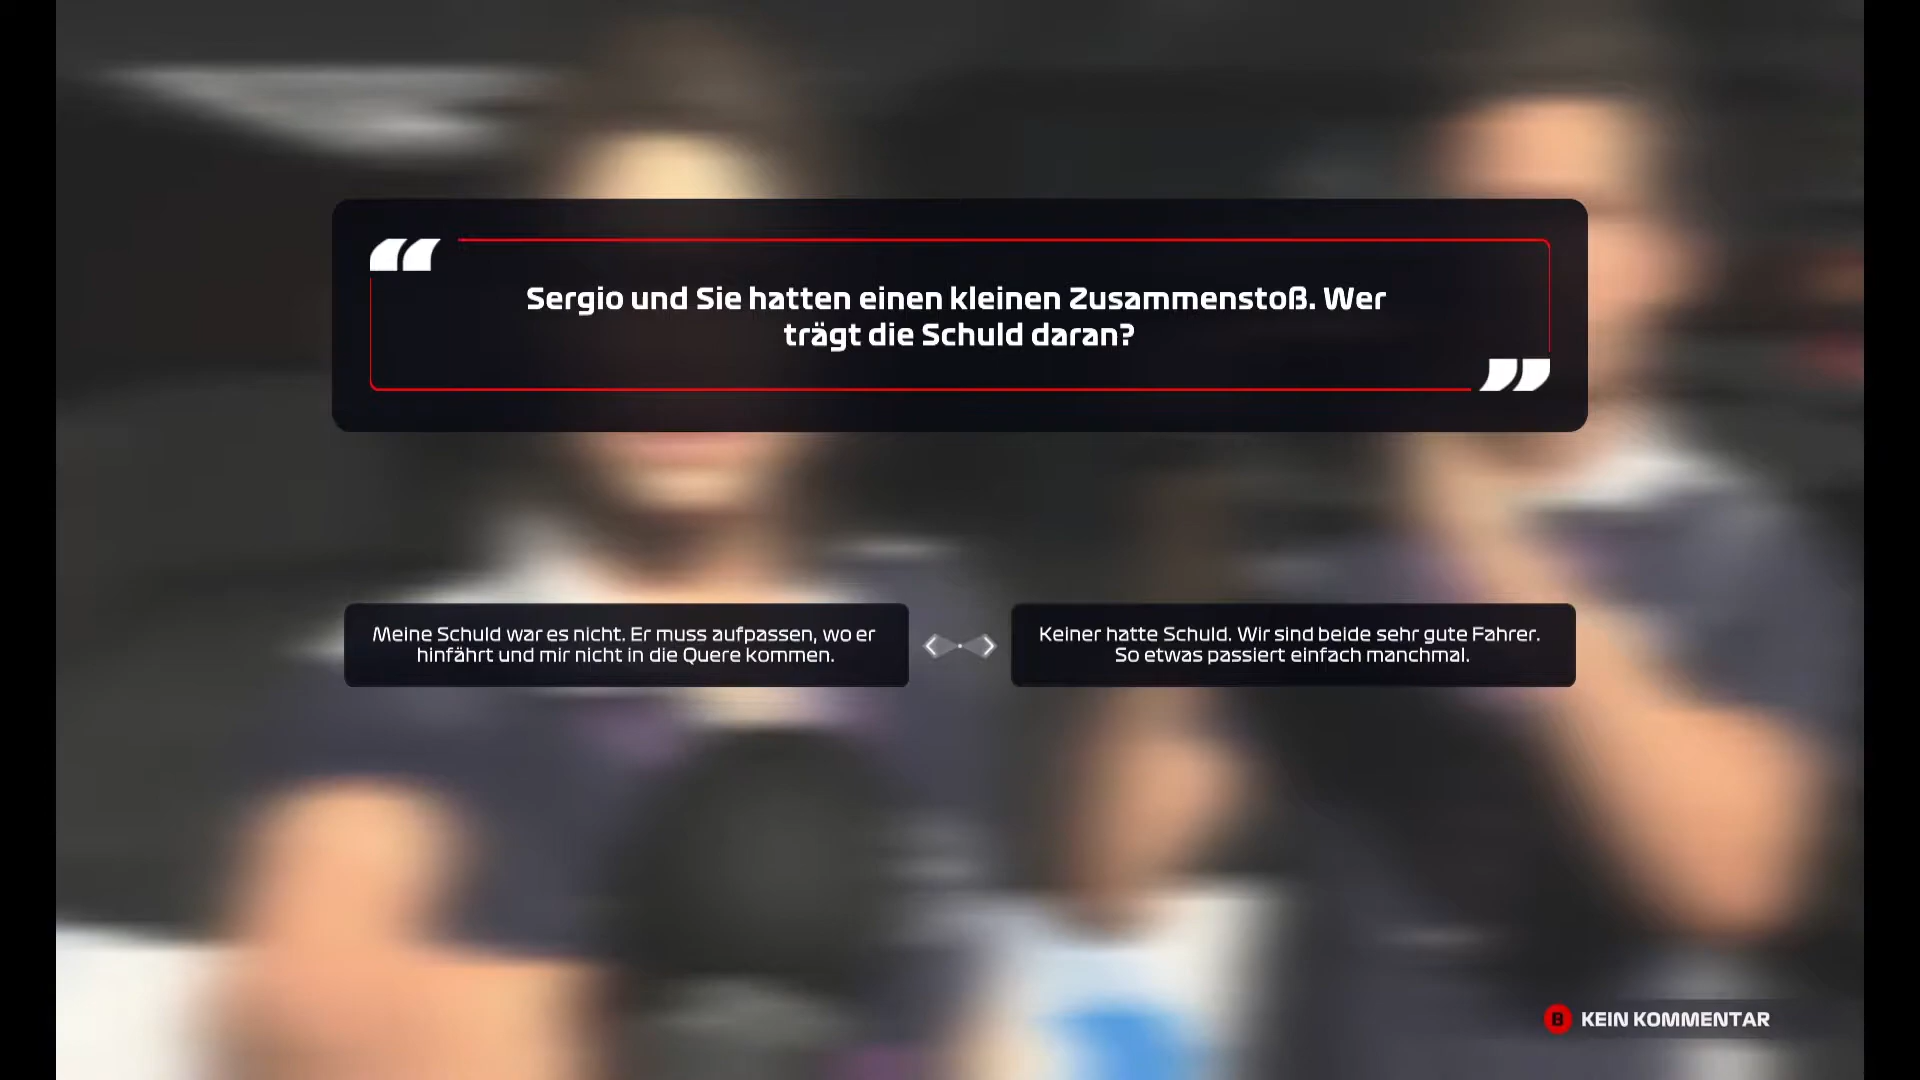 Sergio und Sie hatten einen kleinen Zusammenstoß. Wer
trägt die Schuld daran?
Meine Schuld war es nicht. Er muss aufpassen, wo er
hinfährt und mir nicht in die Quere kommen.
Keiner hatte Schuld. Wir sind beide sehr gute Fahrer.
So etwas passiert einfach manchmal.
B KEIN KOMMENTAR